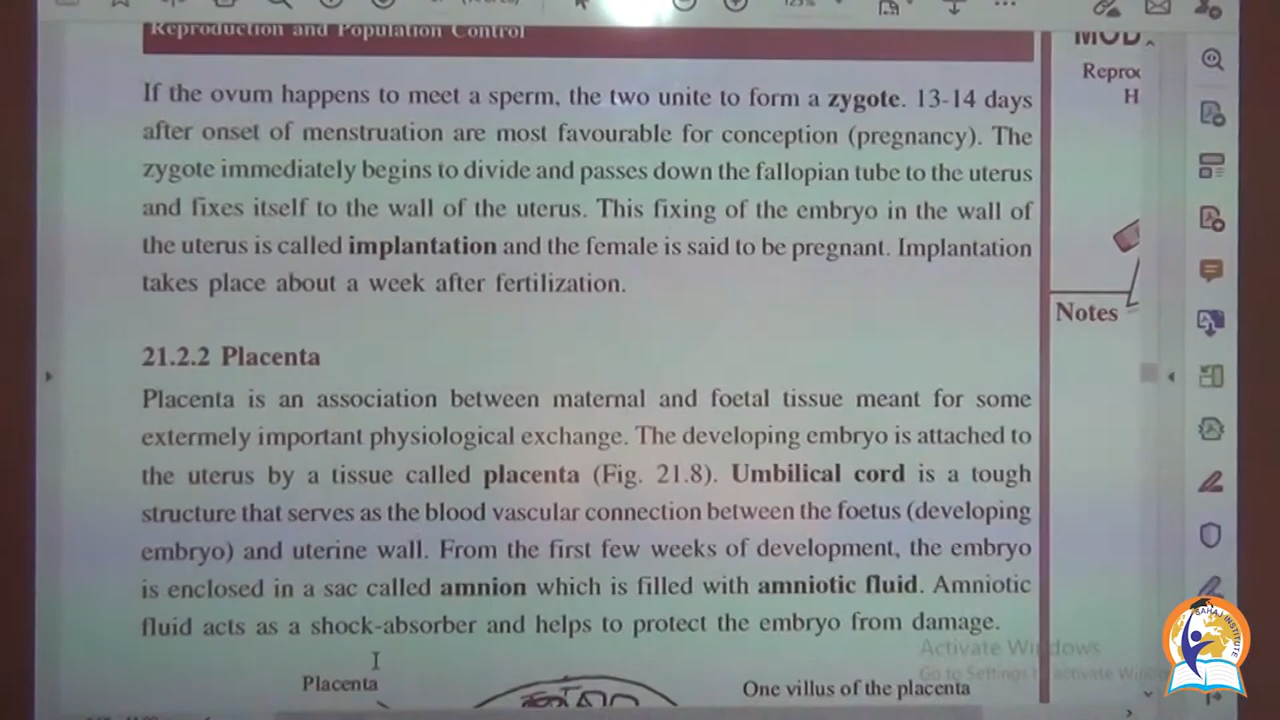 Reproduction and Population Control
If the ovum happens to meet a sperm, the two unite to form a zygote. 13-14 days
after onset of menstruation are most favourable for conception (pregnancy). The
zygote immediately begins to divide and passes down the fallopian tube to the uterus
and fixes itself to the wall of the uterus. This fixing of the embryo in the wall of
the uterus is called implantation and the female is said to be pregnant. Implantation
takes place about a week after fertilization.
21.2.2 Placenta
Placenta is an association between maternal and foetal tissue meant for some
extermely important physiological exchange. The developing embryo is attached to
the uterus by a tissue called placenta (Fig. 21.8). Umbilical cord is a tough
structure that serves as the blood vascular connection between the foetus (developing
embryo) and uterine wall. From the first few weeks of development, the embryo
is enclosed in a sac called amnion which is filled with amniotic fluid. Amniotic
fluid acts as a shock-absorber and helps to protect the embryo from damage.
Placenta
One villus of the placenta
MOD
Repro
H
Notes
Activate Windows
Go to Settings to activate Windo
SAHAJ INSTITUTE